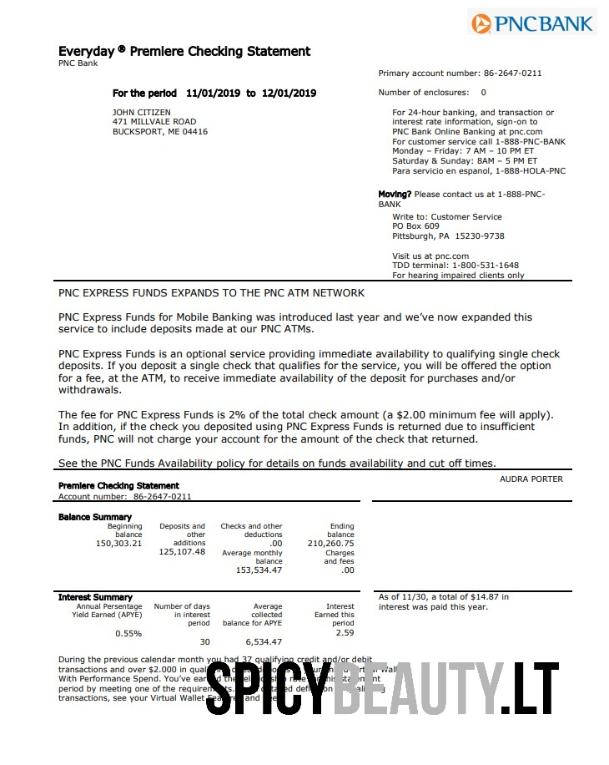 PNCBANK
Everyday ® Premiere Checking Statement
PNC Bank
Primary account number: 86-2647-0211
For the period 11/01/2019 to 12/01/2019
Number of enclosures: 0
JOHN CITIZEN
471 MILLVALE ROAD
BUCKSPORT, ME 04416
For 24-hour banking, and transaction or
interest rate information, sign-on to
PNC Bank Online Banking at pnc.com
For customer service call 1-888-PNC-BANK
Monday – Friday: 7 AM – 10 PM ET
Saturday & Sunday: 8AM – 5 PM ET
Para servicio en espanol, 1-888-HOLA-PNC
Moving? Please contact us at 1-888-PNC-
BANK
Write to: Customer Service
PO Box 609
Pittsburgh, PA 15230-9738
Visit us at pnc.com
TDD terminal: 1-800-531-1648
For hearing impaired clients only
PNC EXPRESS FUNDS EXPANDS TO THE PNC ATM NETWORK
PNC Express Funds for Mobile Banking was introduced last year and we've now expanded this
service to include deposits made at our PNC ATMs.
PNC Express Funds is an optional service providing immediate availability to qualifying single check
deposits. If you deposit a single check that qualifies for the service, you will be offered the option
for a fee, at the ATM, to receive immediate availability of the deposit for purchases and/or
withdrawals.
The fee for PNC Express Funds is 2% of the total check amount (a $2.00 minimum fee will apply).
In addition, if the check you deposited using PNC Express Funds is returned due to insufficient
funds, PNC will not charge your account for the amount of the check that returned.
See the PNC Funds Availability policy for details on funds availability and cut off times.
Premiere Checking Statement
Account number: 86-2647-0211
AUDRA PORTER
Balance Summary
Beginning balance 150,303.21
Deposits and other additions 125,107.48
Checks and other deductions .00
Ending balance 210,260.75
Average monthly balance 153,534.47
Charges and fees .00
Interest Summary
Annual Persentage Yield Earned (APYE) 0.55%
Number of days in interest period 30
Average collected balance for APYE 6,534.47
Interest Earned this period 2.59
As of 11/30, a total of $14.87 in
interest was paid this year.
During the previous calendar month you had 37 qualifying credit and/or debit
transactions and over $2.000 in
With Performance Spend. You've
period by meeting one of the
transactions, see your Virtual Wallet
SPICYBEAUTY.LT